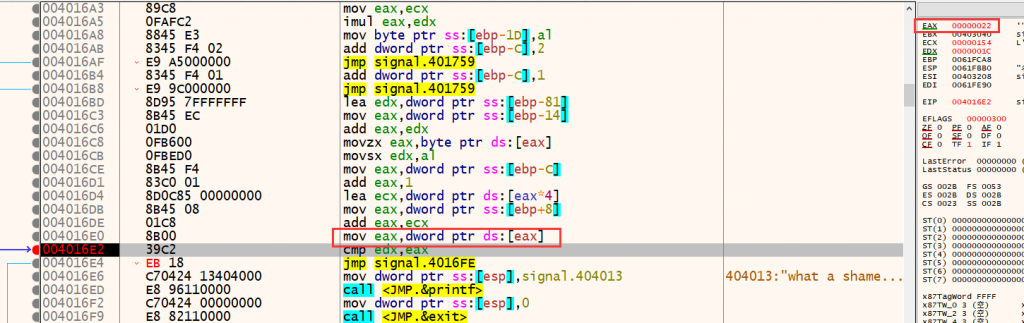 004016A3 89C8 mov eax,ecx
004016A5 0FAFC2 imul eax,edx
004016A8 8845 E3 mov byte ptr ss:[ebp-1D],al
004016AB 8345 F4 02 add dword ptr ss:[ebp-C],2
004016AF E9 A5000000 jmp signal.401759
004016B4 8345 F4 01 add dword ptr ss:[ebp-C],1
004016B8 E9 9C000000 jmp signal.401759
004016BD 8D95 7FFFFFFF lea edx,dword ptr ss:[ebp-81]
004016C3 8B45 EC mov eax,dword ptr ss:[ebp-14]
004016C6 01D0 add eax,edx
004016C8 0FB600 movzx eax,byte ptr ds:[eax]
004016CB 0FBED0 movsx edx,al
004016CE 8B45 F4 mov eax,dword ptr ss:[ebp-C]
004016D1 83C0 01 add eax,1
004016D4 8D0C85 00000000 lea ecx,dword ptr ds:[eax*4]
004016DB 8B45 08 mov eax,dword ptr ss:[ebp+8]
004016DE 01C8 add eax,ecx
004016E0 8B00 mov eax,dword ptr ds:[eax]
004016E2 39C2 cmp edx,eax
004016E4 EB 18 jmp signal.4016FE
004016E6 C70424 13404000 mov dword ptr ss:[esp],signal.404013 404013:"what a shame...
004016ED E8 96110000 call <JMP.&printf>
004016F2 C70424 00000000 mov dword ptr ss:[esp],0
004016F9 E8 82110000 call <JMP.&exit>
EAX 00000022 '"'
EBX 00403040
ECX 00000154 L'
EDX 0000001C
EBP 0061FCA8
ESP 0061FBB0
ESI 00403208
EDI 0061FE90
EIP 004016E2
EFLAGS 00000300
ZF 0 PF 0 AF 0
OF 0 SF 0 DF 0
CF 0 TF 1 IF 1
LastError 00000000 (
LastStatus 00000000 (
GS 002B FS 0053
ES 002B DS 002B
CS 0023 SS 002B
ST(0) 0000000000000
ST(1) 0000000000000
ST(2) 0000000000000
ST(3) 0000000000000
ST(4) 0000000000000
ST(5) 0000000000000
ST(6) 0000000000000
ST(7) 0000000000000
x87TagWord FFFF
x87TW_0 3 (空)
x87TW_2 3 (空)